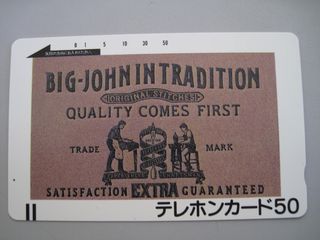 0 1 5 10 30 50
BIG-JOHN IN TRADITION
ORIGINAL STITCHES
QUALITY COMES FIRST
TRADE MARK
SATISFACTION EXTRA GUARANTEED
テレホンカード50